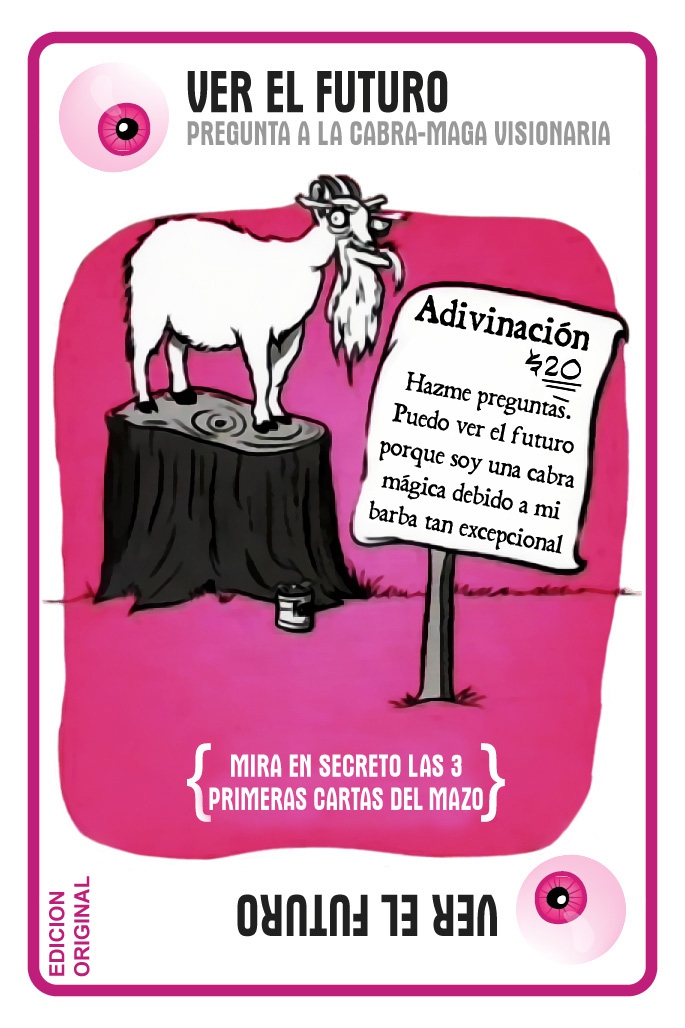 VER EL FUTURO
PREGUNTA A LA CABRA-MAGA VISIONARIA
Adivinación
$20
Hazme preguntas.
Puedo ver el futuro
porque soy una cabra
mágica debido a mi
barba tan excepcional
{ MIRA EN SECRETO LAS 3
PRIMERAS CARTAS DEL MAZO }
EDICION
ORIGINAL
VER EL FUTURO